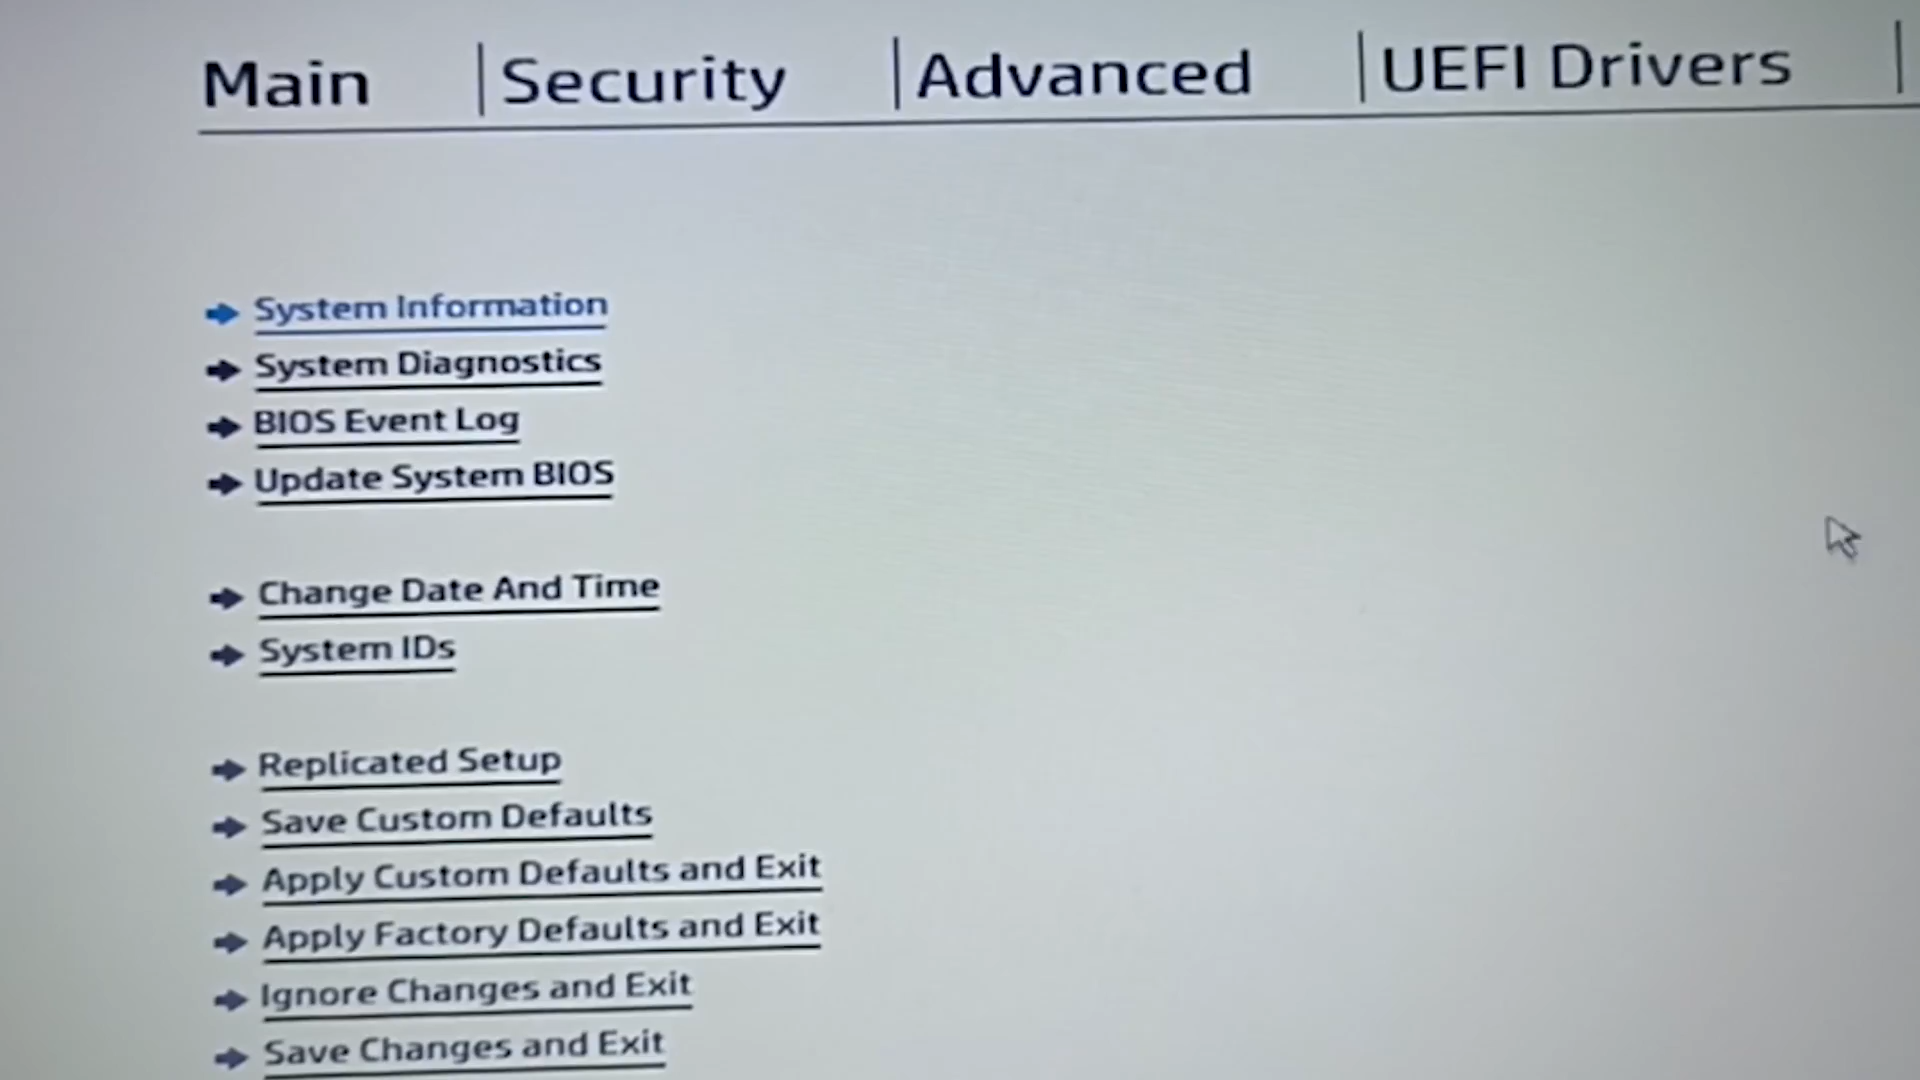 Main Security Advanced UEFI Drivers
System Information
System Diagnostics
BIOS Event Log
Update System BIOS
Change Date And Time
System IDs
Replicated Setup
Save Custom Defaults
Apply Custom Defaults and Exit
Apply Factory Defaults and Exit
Ignore Changes and Exit
Save Changes and Exit